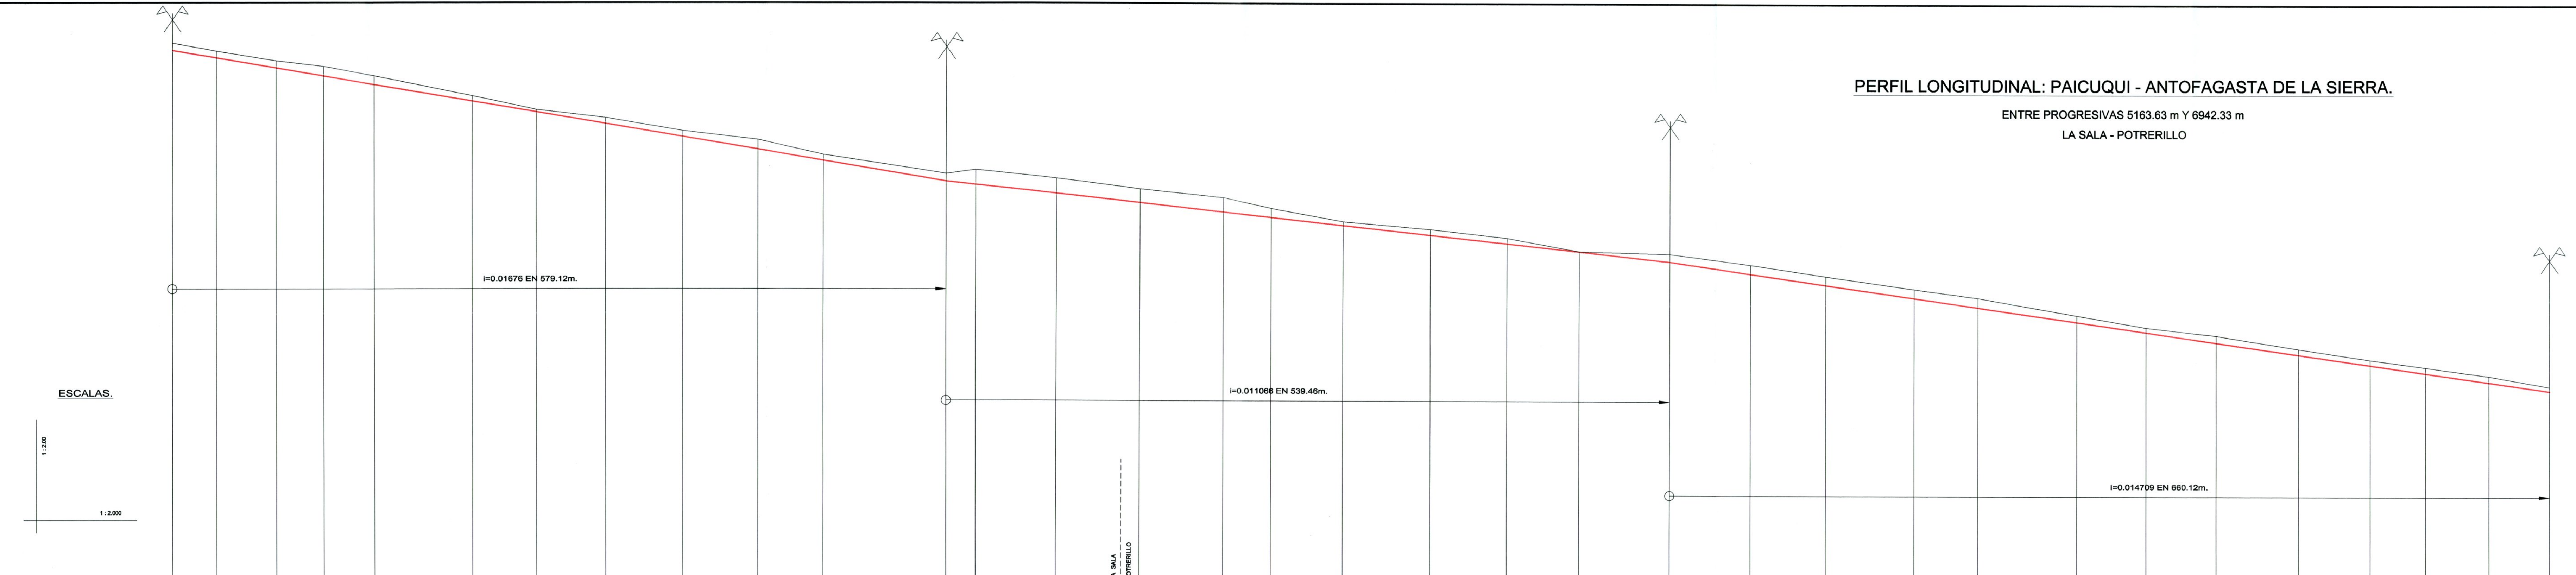 PERFIL LONGITUDINAL: PAICUQUI - ANTOFAGASTA DE LA SIERRA.
ENTRE PROGRESIVAS 5163.63 m Y 6942.33 m
LA SALA - POTRERILLO
i=0.01676 EN 579.12m.
i=0.011066 EN 539.46m.
i=0.014709 EN 660.12m.
ESCALAS.
1 : 2.00
1 : 2.000
SALA